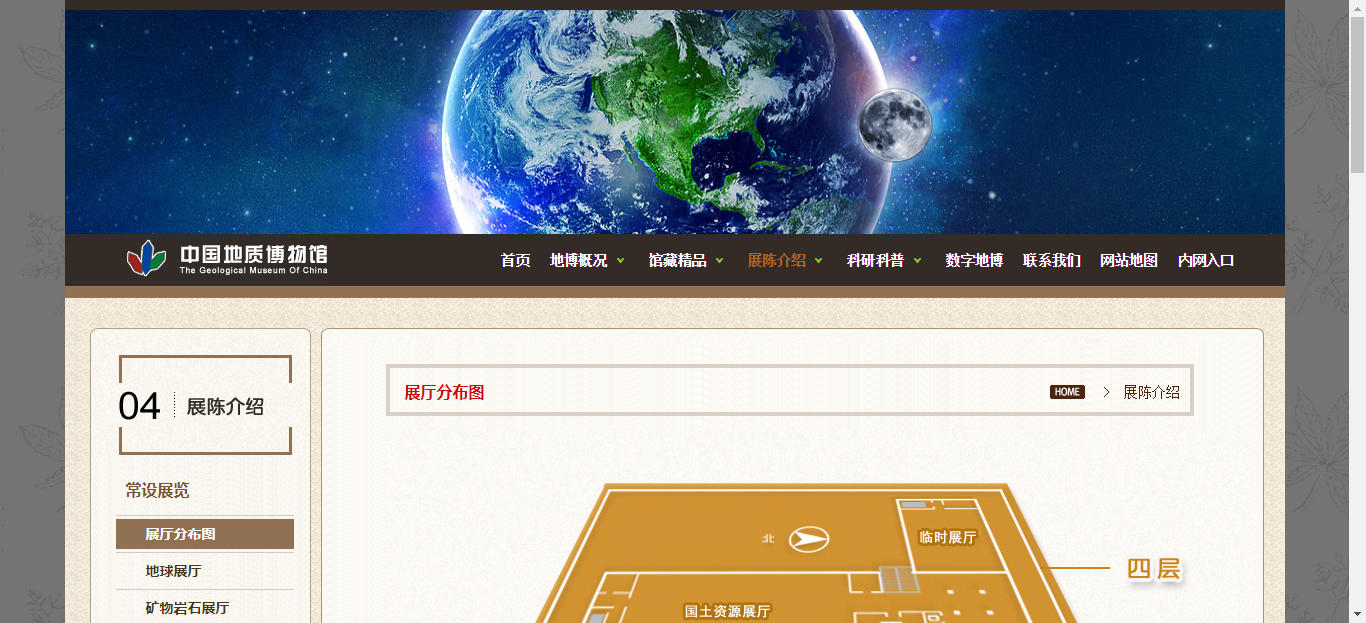 中国地质博物馆
The Geological Museum Of China
首页 地博概况 馆藏精品 展陈介绍 科研科普 数字地博 联系我们 网站地图 内网入口
04 展陈介绍
常设展览
展厅分布图
地球展厅
矿物岩石展厅
展厅分布图
HOME > 展陈介绍
北
临时展厅
四层
国土资源展厅